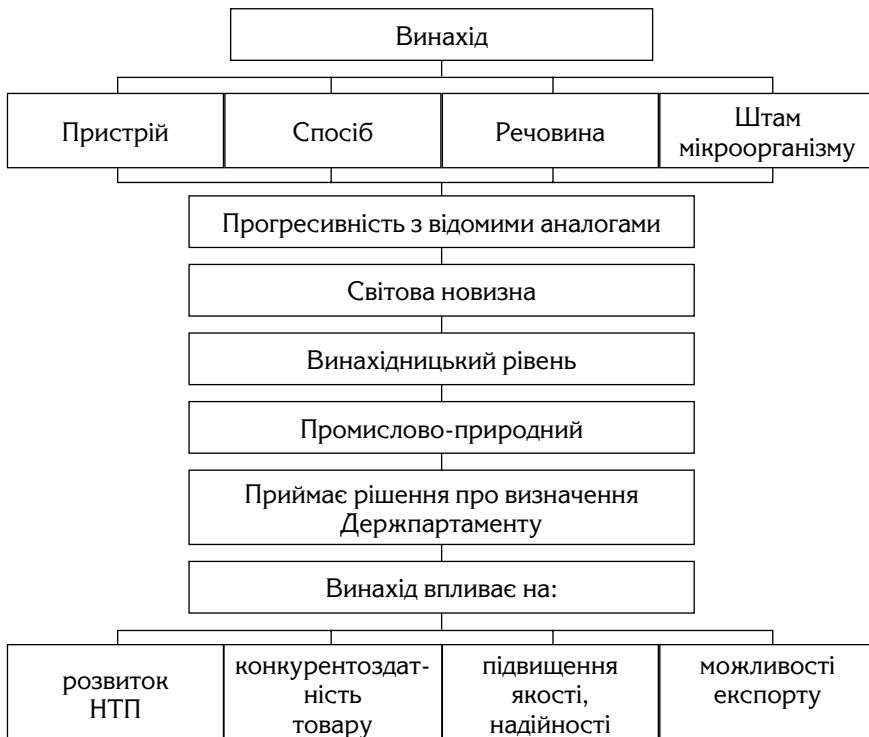 Винахід
Пристрій
Спосіб
Речовина
Штам
мікроорганізму
Прогресивність з відомими аналогами
Світова новизна
Винахідницький рівень
Промислово-природний
Приймає рішення про визначення
Держпартаменту
Винахід впливає на:
розвиток
НТП
конкурентоздат-
ність
товару
підвищення
якості,
надійності
можливості
експорту